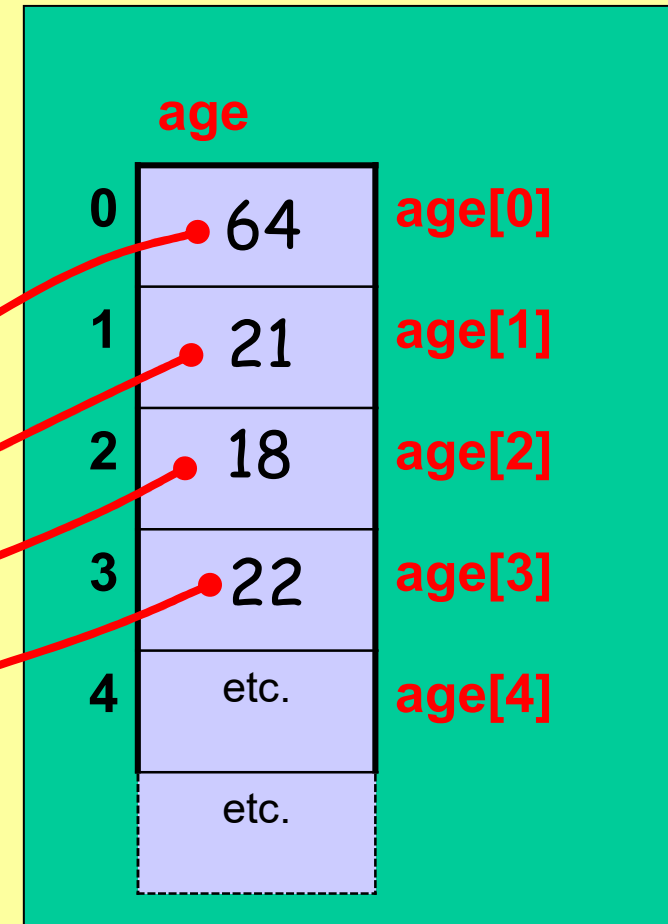 age
0 64 age[0]
1 21 age[1]
2 18 age[2]
3 22 age[3]
4 etc. age[4]
etc.